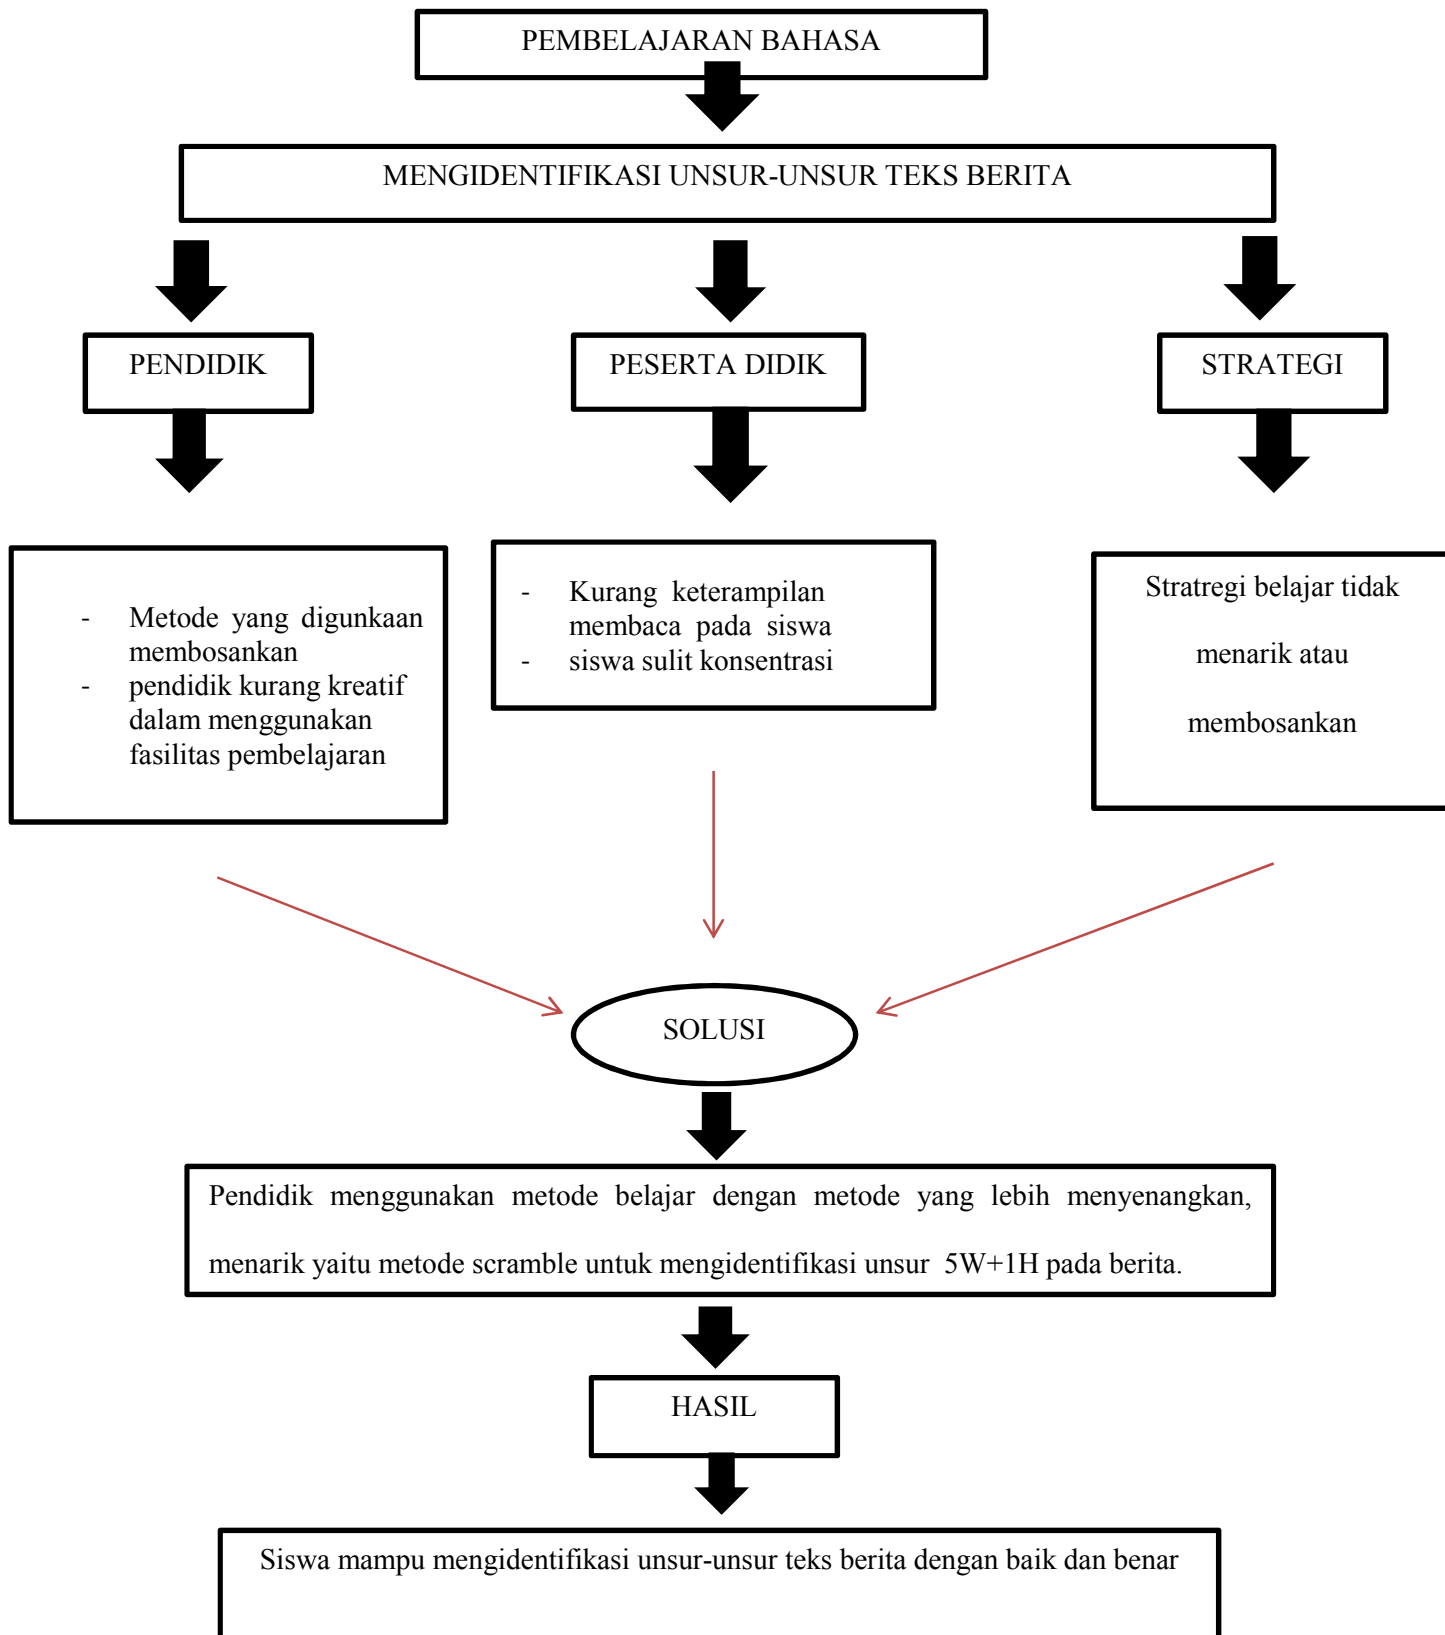 PEMBELAJARAN BAHASA
MENGIDENTIFIKASI UNSUR-UNSUR TEKS BERITA
PENDIDIK
PESERTA DIDIK
STRATEGI
- Metode yang digunkaan
membosankan
- pendidik kurang kreatif
dalam menggunakan
fasilitas pembelajaran
- Kurang keterampilan
membaca pada siswa
- siswa sulit konsentrasi
Stratregi belajar tidak
menarik atau
membosankan
SOLUSI
Pendidik menggunakan metode belajar dengan metode yang lebih menyenangkan,
menarik yaitu metode scramble untuk mengidentifikasi unsur 5W+1H pada berita.
HASIL
Siswa mampu mengidentifikasi unsur-unsur teks berita dengan baik dan benar